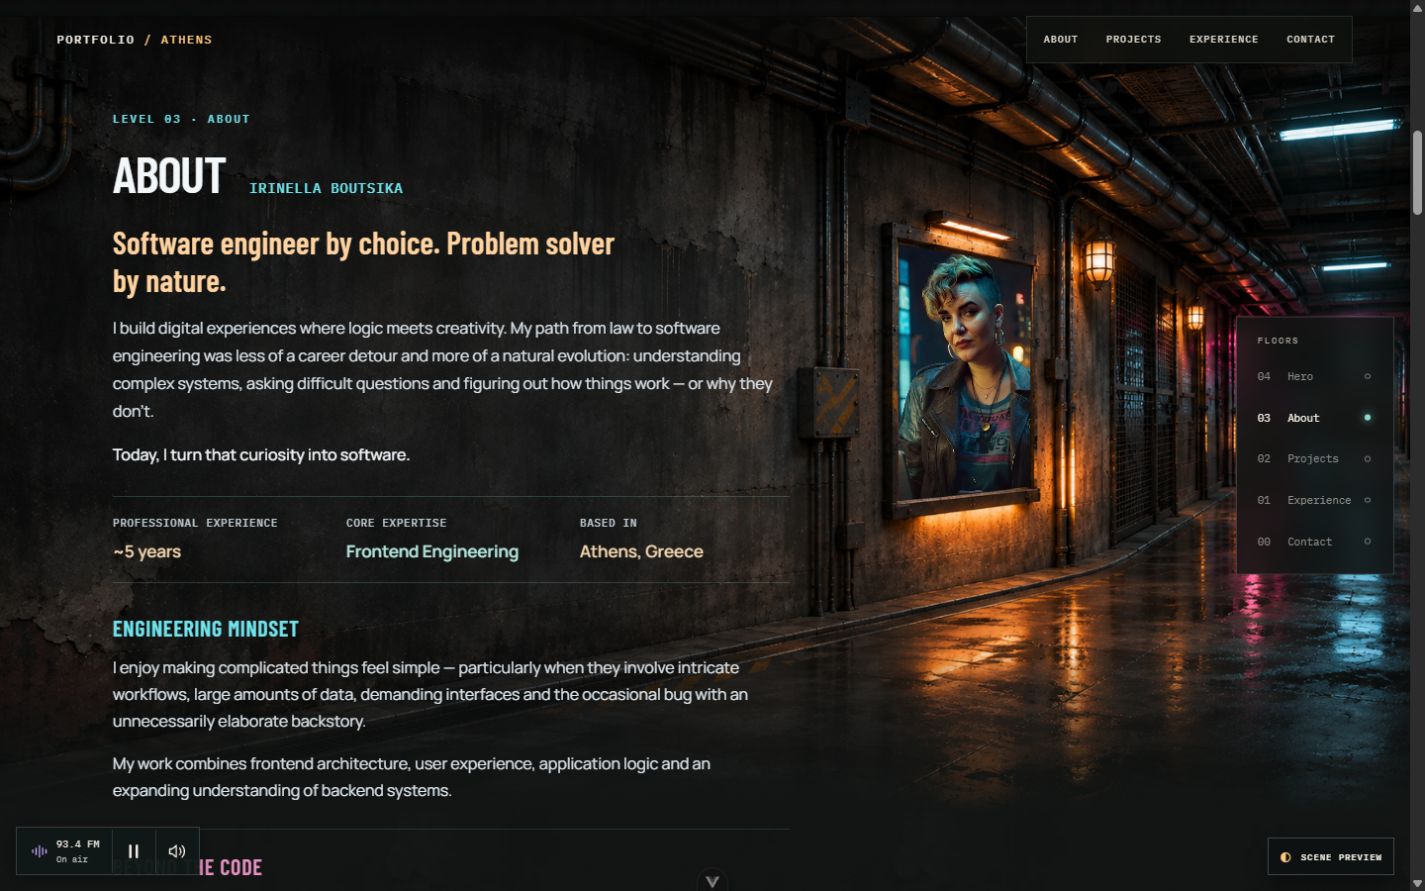 PORTFOLIO / ATHENS
ABOUT PROJECTS EXPERIENCE CONTACT
LEVEL 03 · ABOUT
ABOUT IRINELLA BOUTSIKA
Software engineer by choice. Problem solver
by nature.
I build digital experiences where logic meets creativity. My path from law to software
engineering was less of a career detour and more of a natural evolution: understanding
complex systems, asking difficult questions and figuring out how things work — or why they
don't.
Today, I turn that curiosity into software.
PROFESSIONAL EXPERIENCE CORE EXPERTISE BASED IN
~5 years Frontend Engineering Athens, Greece
ENGINEERING MINDSET
I enjoy making complicated things feel simple — particularly when they involve intricate
workflows, large amounts of data, demanding interfaces and the occasional bug with an
unnecessarily elaborate backstory.
My work combines frontend architecture, user experience, application logic and an
expanding understanding of backend systems.
BEYOND THE CODE
FLOORS
04 Hero
03 About
02 Projects
01 Experience
00 Contact
93.4 FM
On air
SCENE PREVIEW